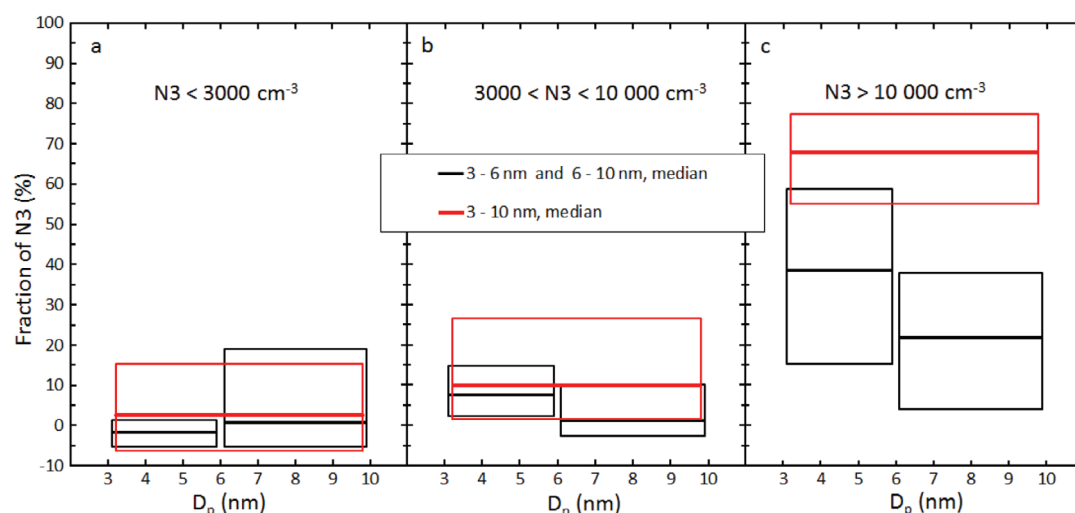 a
b
c
N3 < 3000 cm-3
3000 < N3 < 10 000 cm-3
N3 > 10 000 cm-3
3 - 6 nm and 6 - 10 nm, median
3 - 10 nm, median
Fraction of N3 (%)
100
90
80
70
60
50
40
30
20
10
0
-10
3 4 5 6 7 8 9 10
3 4 5 6 7 8 9 10
3 4 5 6 7 8 9 10
Dp (nm)
Dp (nm)
Dp (nm)